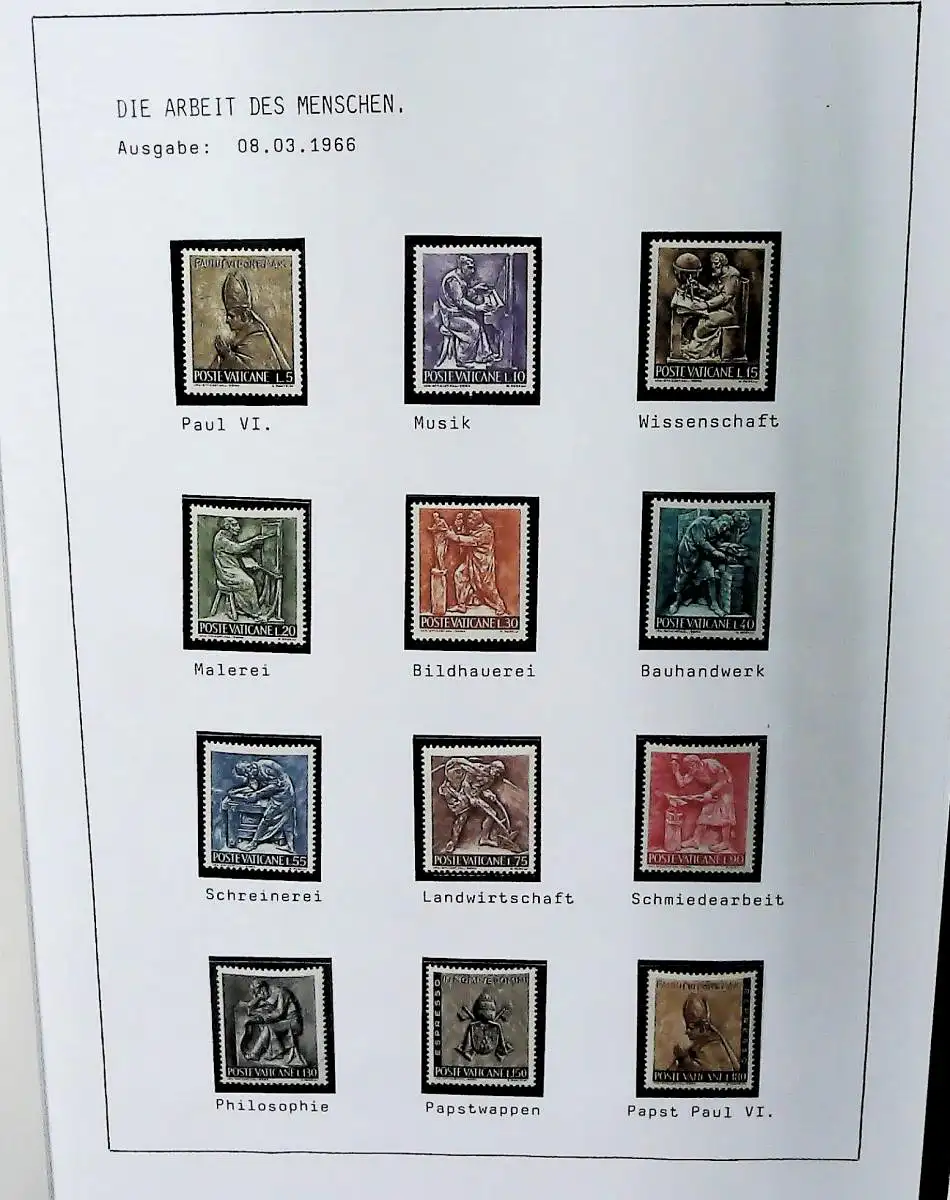 DIE ARBEIT DES MENSCHEN.
Ausgabe: 08.03.1966
POSTE VATICANE L.5
POSTE VATICANE L.10
POSTE VATICANE L.15
Paul VI.
Musik
Wissenschaft
POSTE VATICANE L.20
POSTE VATICANE L.30
POSTE VATICANE L.40
Malerei
Bildhauerei
Bauhandwerk
POSTE VATICANE L.55
POSTE VATICANE L.75
POSTE VATICANE L.90
Schreinerei
Landwirtschaft
Schmiedearbeit
ESPRESSO
ESPRESSO
POSTE VATICANE L.130
POSTE VATICANE L.150
POSTE VATICANE L.180
Philosophie
Papstwappen
Papst Paul VI.